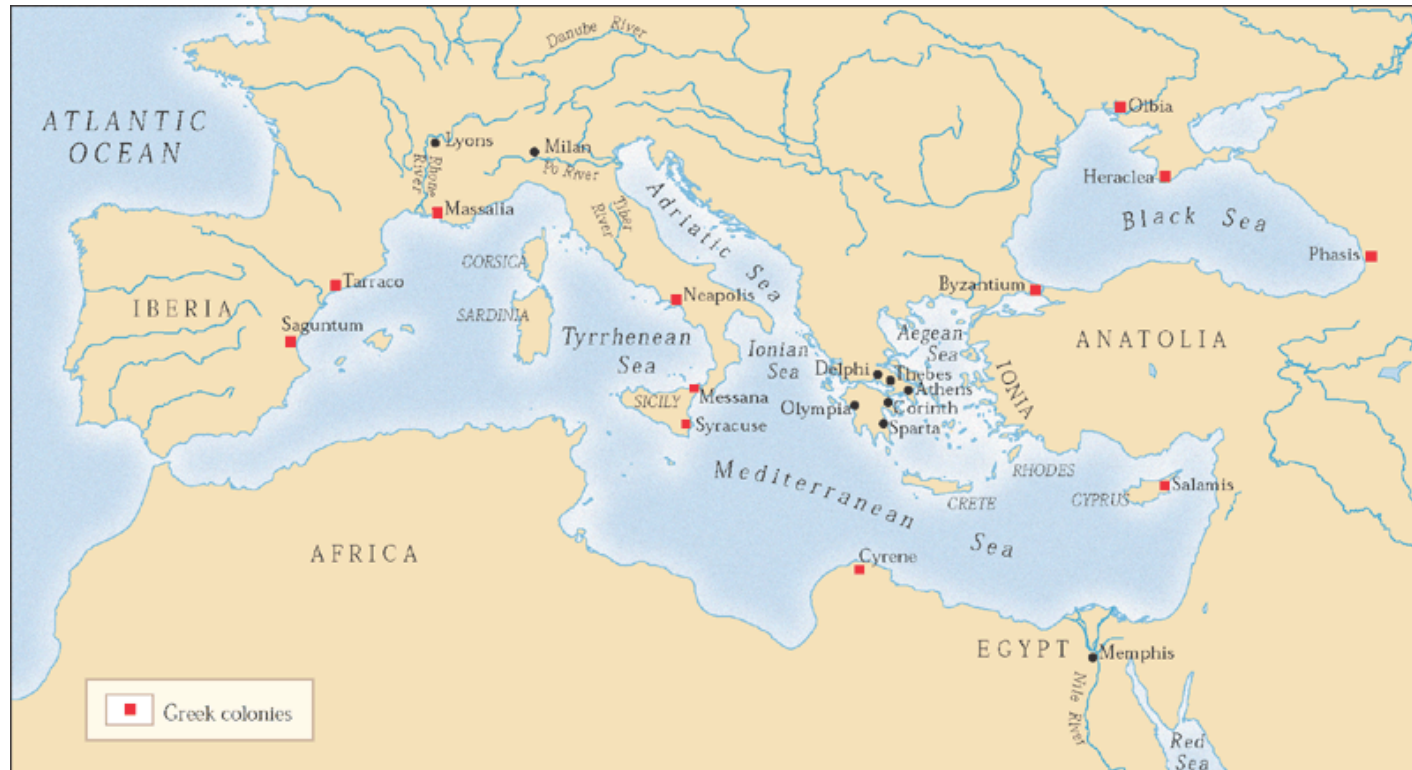 Danube River
ATLANTIC
OCEAN
Olbia
Lyons
Milan
Po River
Rhone
River
Heraclea
Massalia
Tiber
River
Adriatic Sea
Black Sea
CORSICA
Phasis
Tarraco
Byzantium
IBERIA
Neapolis
SARDINIA
Saguntum
Tyrrhenean
Sea
Ionian
Sea
Aegean
Sea
ANATOLIA
Delphi
Thebes
IONIA
Athens
SICILY
Messana
Olympia
Corinth
Syracuse
Sparta
Mediterranean
Sea
RHODES
CRETE
CYPRUS
Salamis
AFRICA
Cyrene
EGYPT
Memphis
Nile River
Greek colonies
Red
Sea